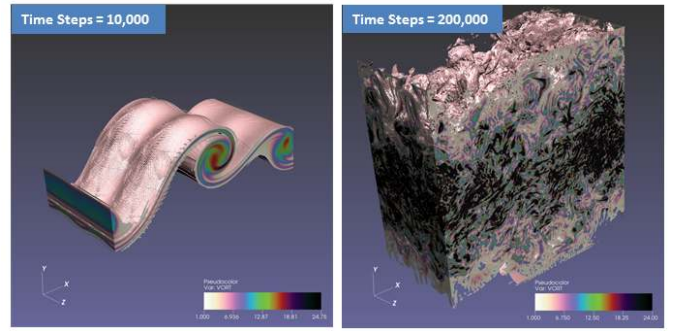 Time Steps = 10,000
Time Steps = 200,000
Y
X
Z
Pseudocolor
Var: VORT
1.000 6.936 12.87 18.81 24.75
Y
X
Z
Pseudocolor
Var: VORT
1.000 6.750 12.50 18.25 24.00